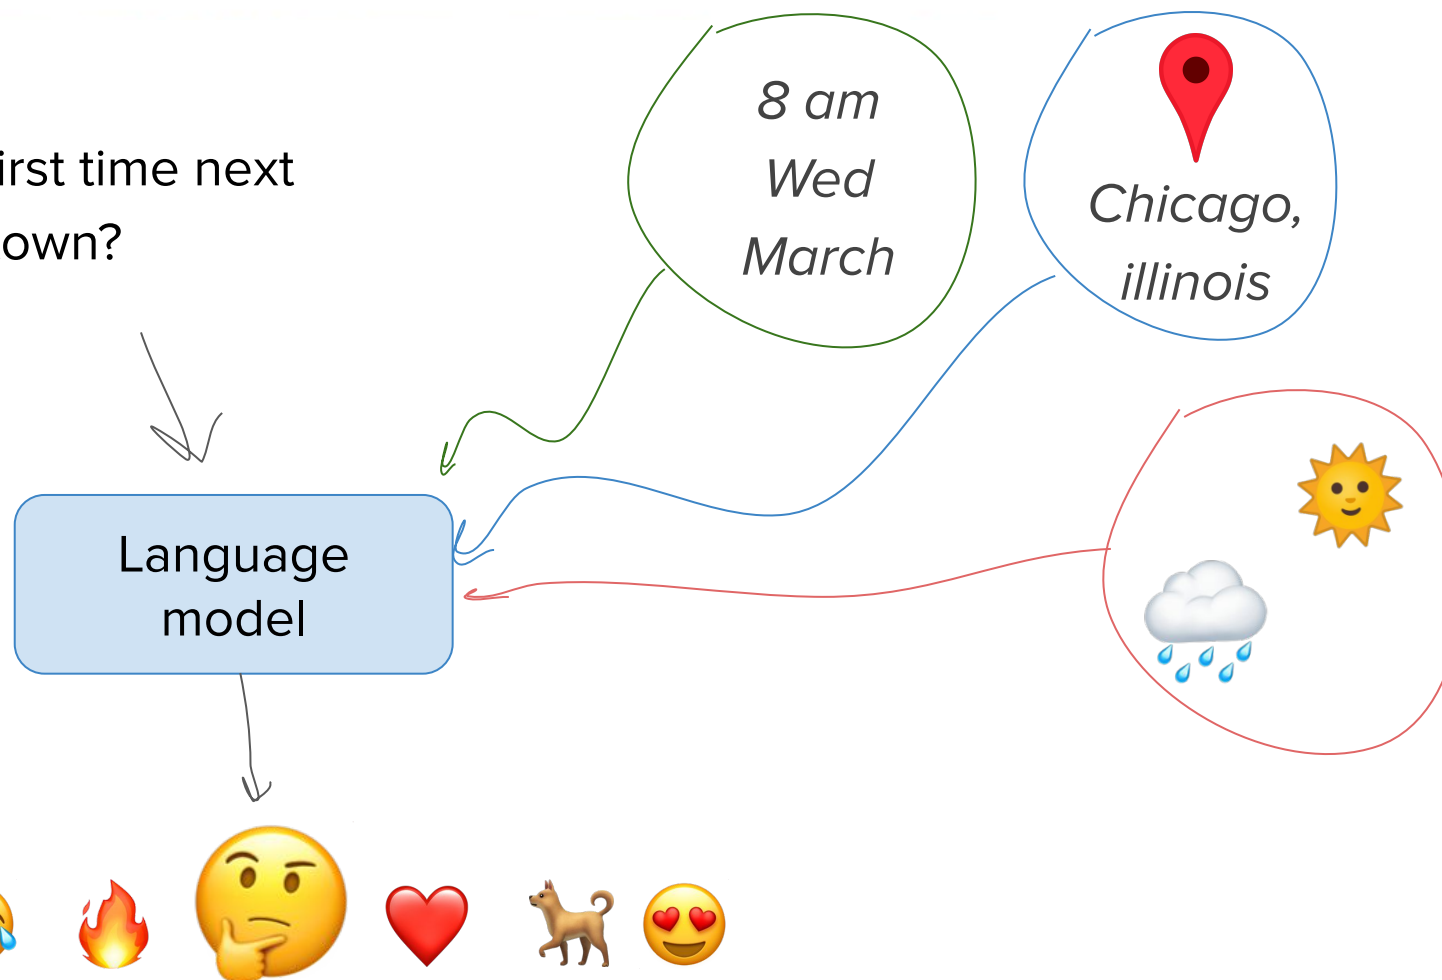 irst time next
own?
8 am
Wed
March
Chicago,
illinois
Language
model